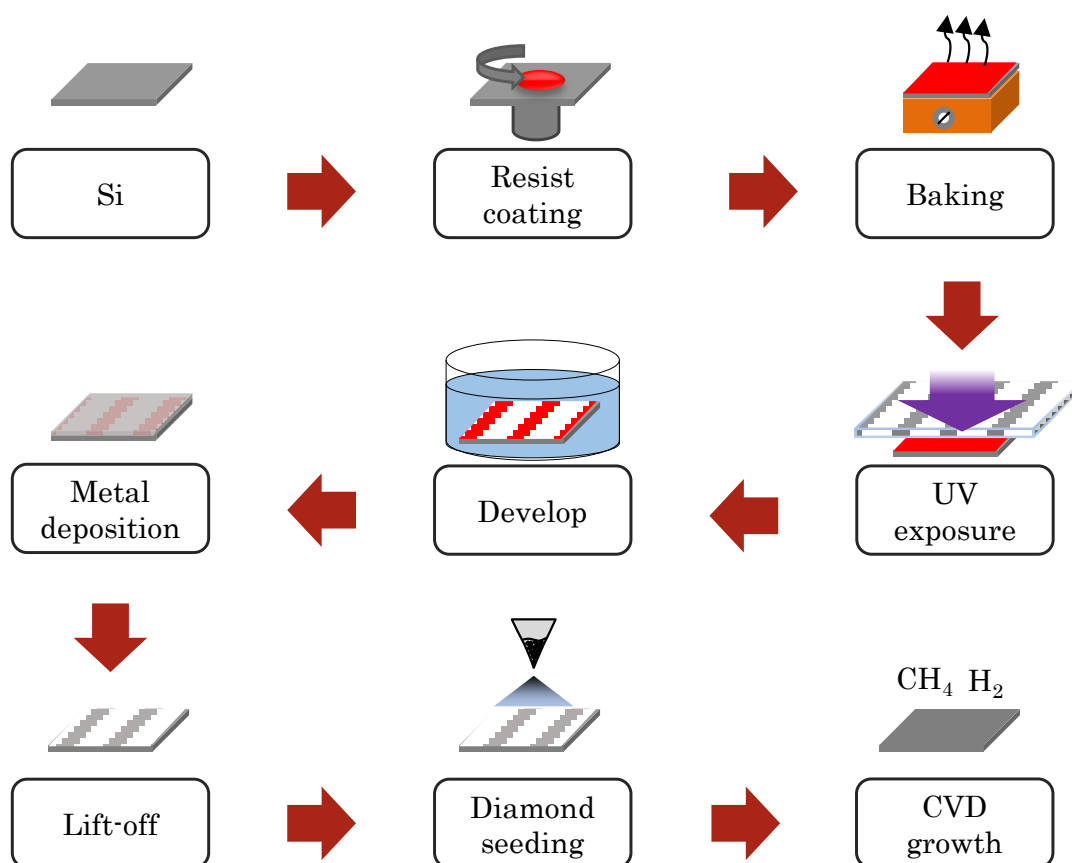 Si
Resist
coating
Baking
UV
exposure
Develop
Metal
deposition
Lift-off
Diamond
seeding
CH₄ H₂
CVD
growth